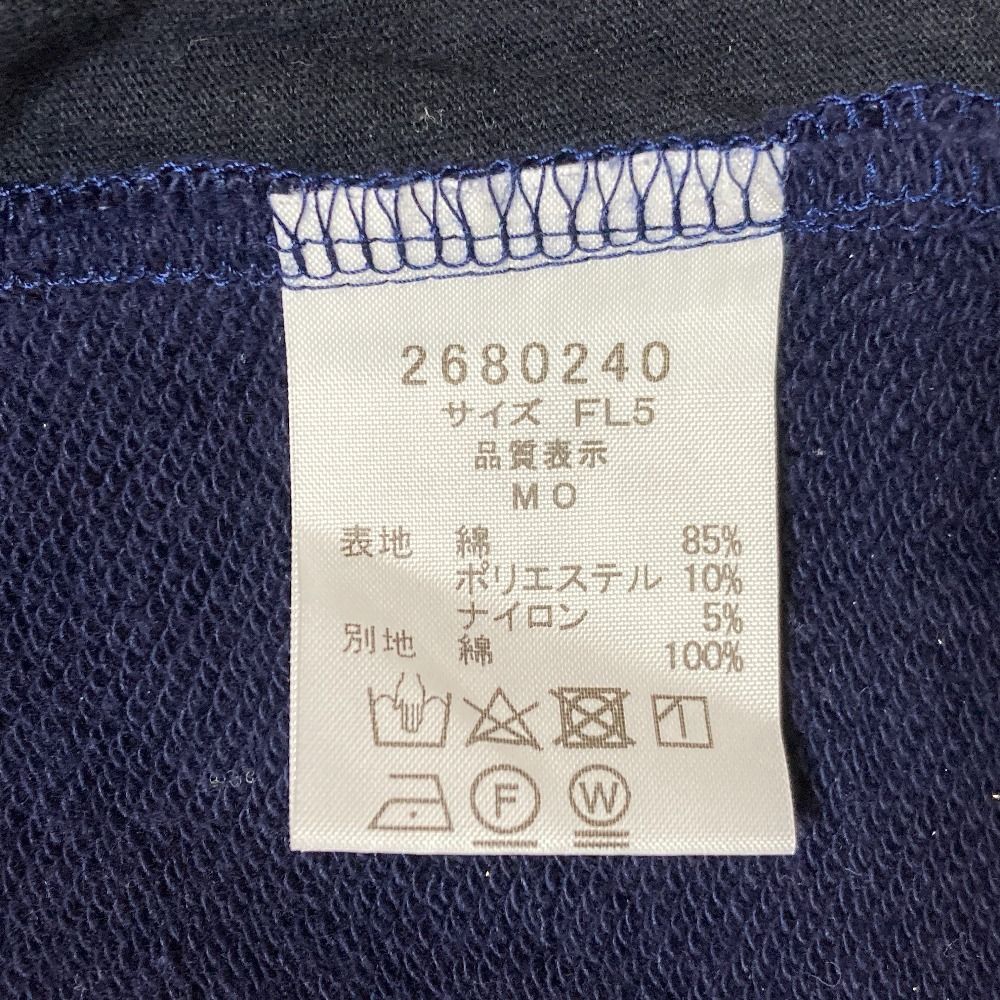 2680240
サイズ FL5
品質表示
MO
表地 綿 85%
ポリエステル 10%
ナイロン 5%
別地 綿 100%
F W